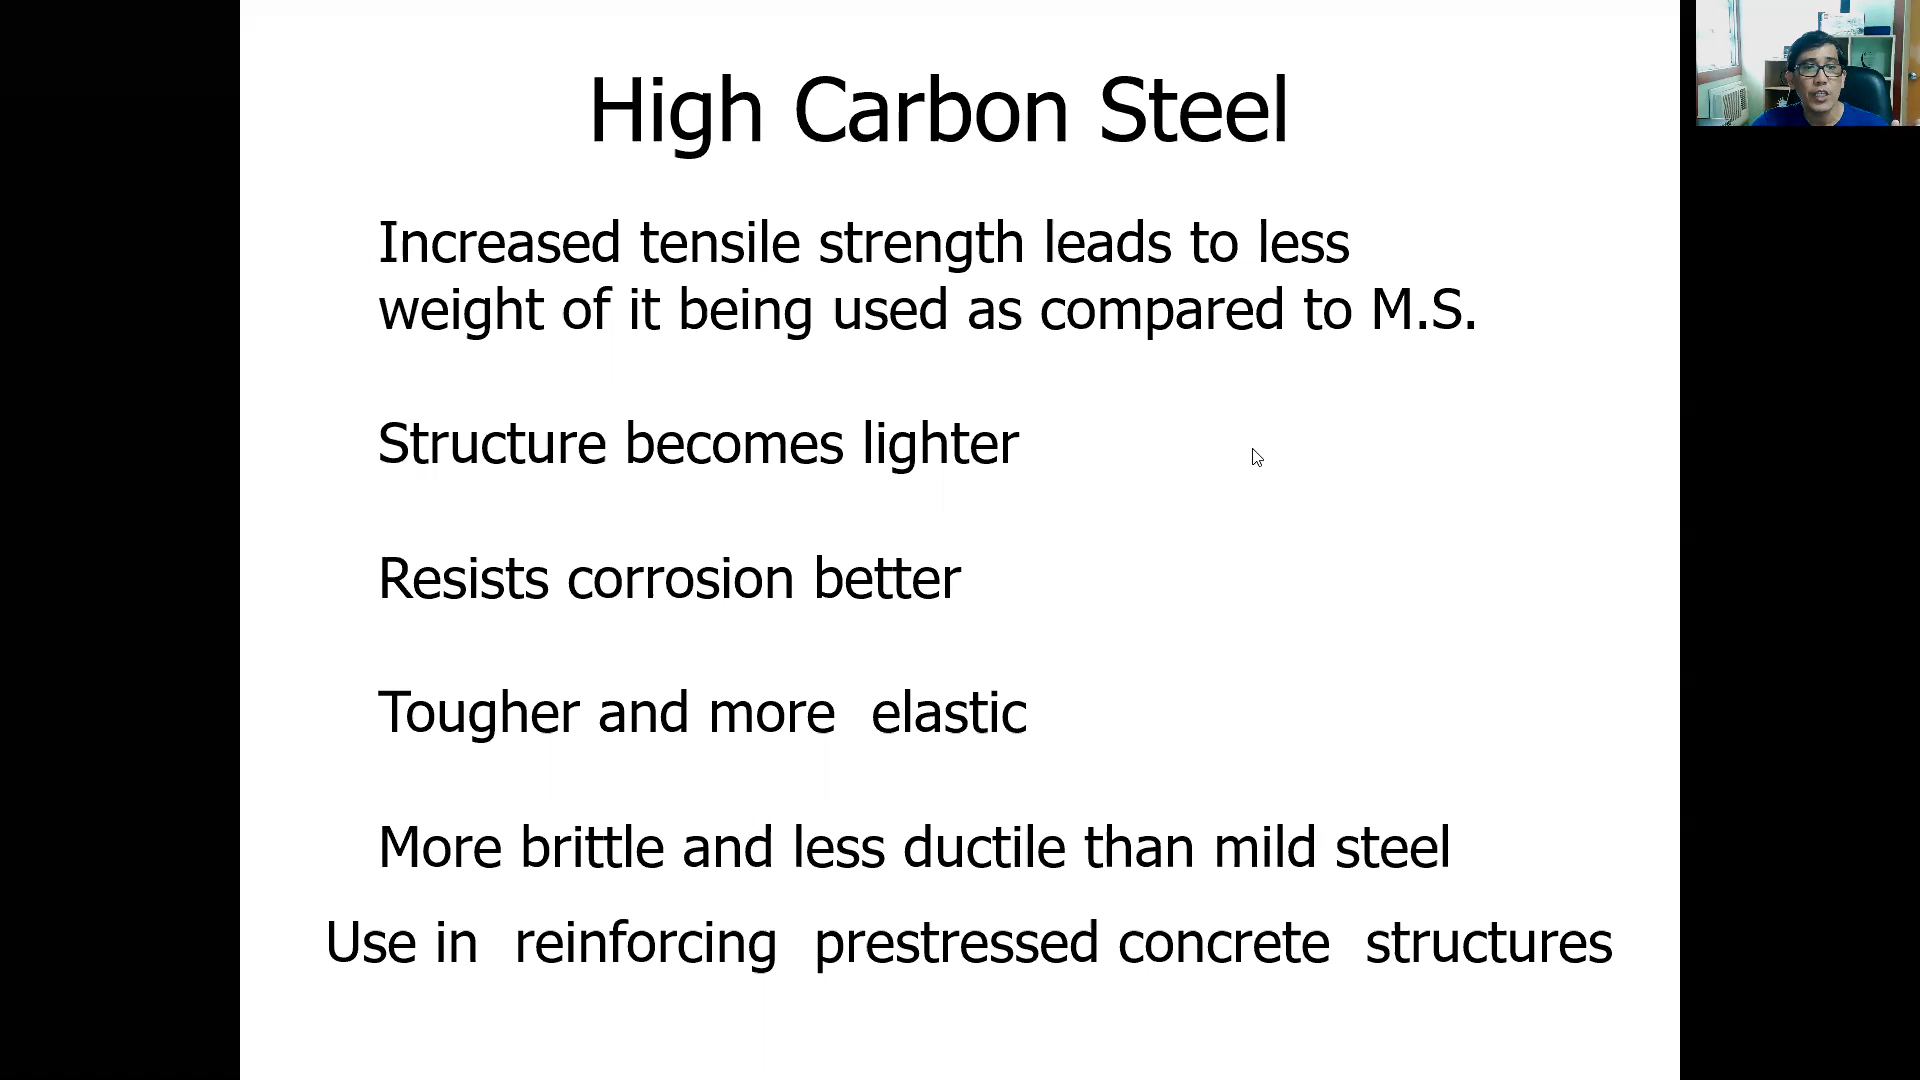 High Carbon Steel
Increased tensile strength leads to less
weight of it being used as compared to M.S.
Structure becomes lighter
Resists corrosion better
Tougher and more elastic
More brittle and less ductile than mild steel
Use in reinforcing prestressed concrete structures